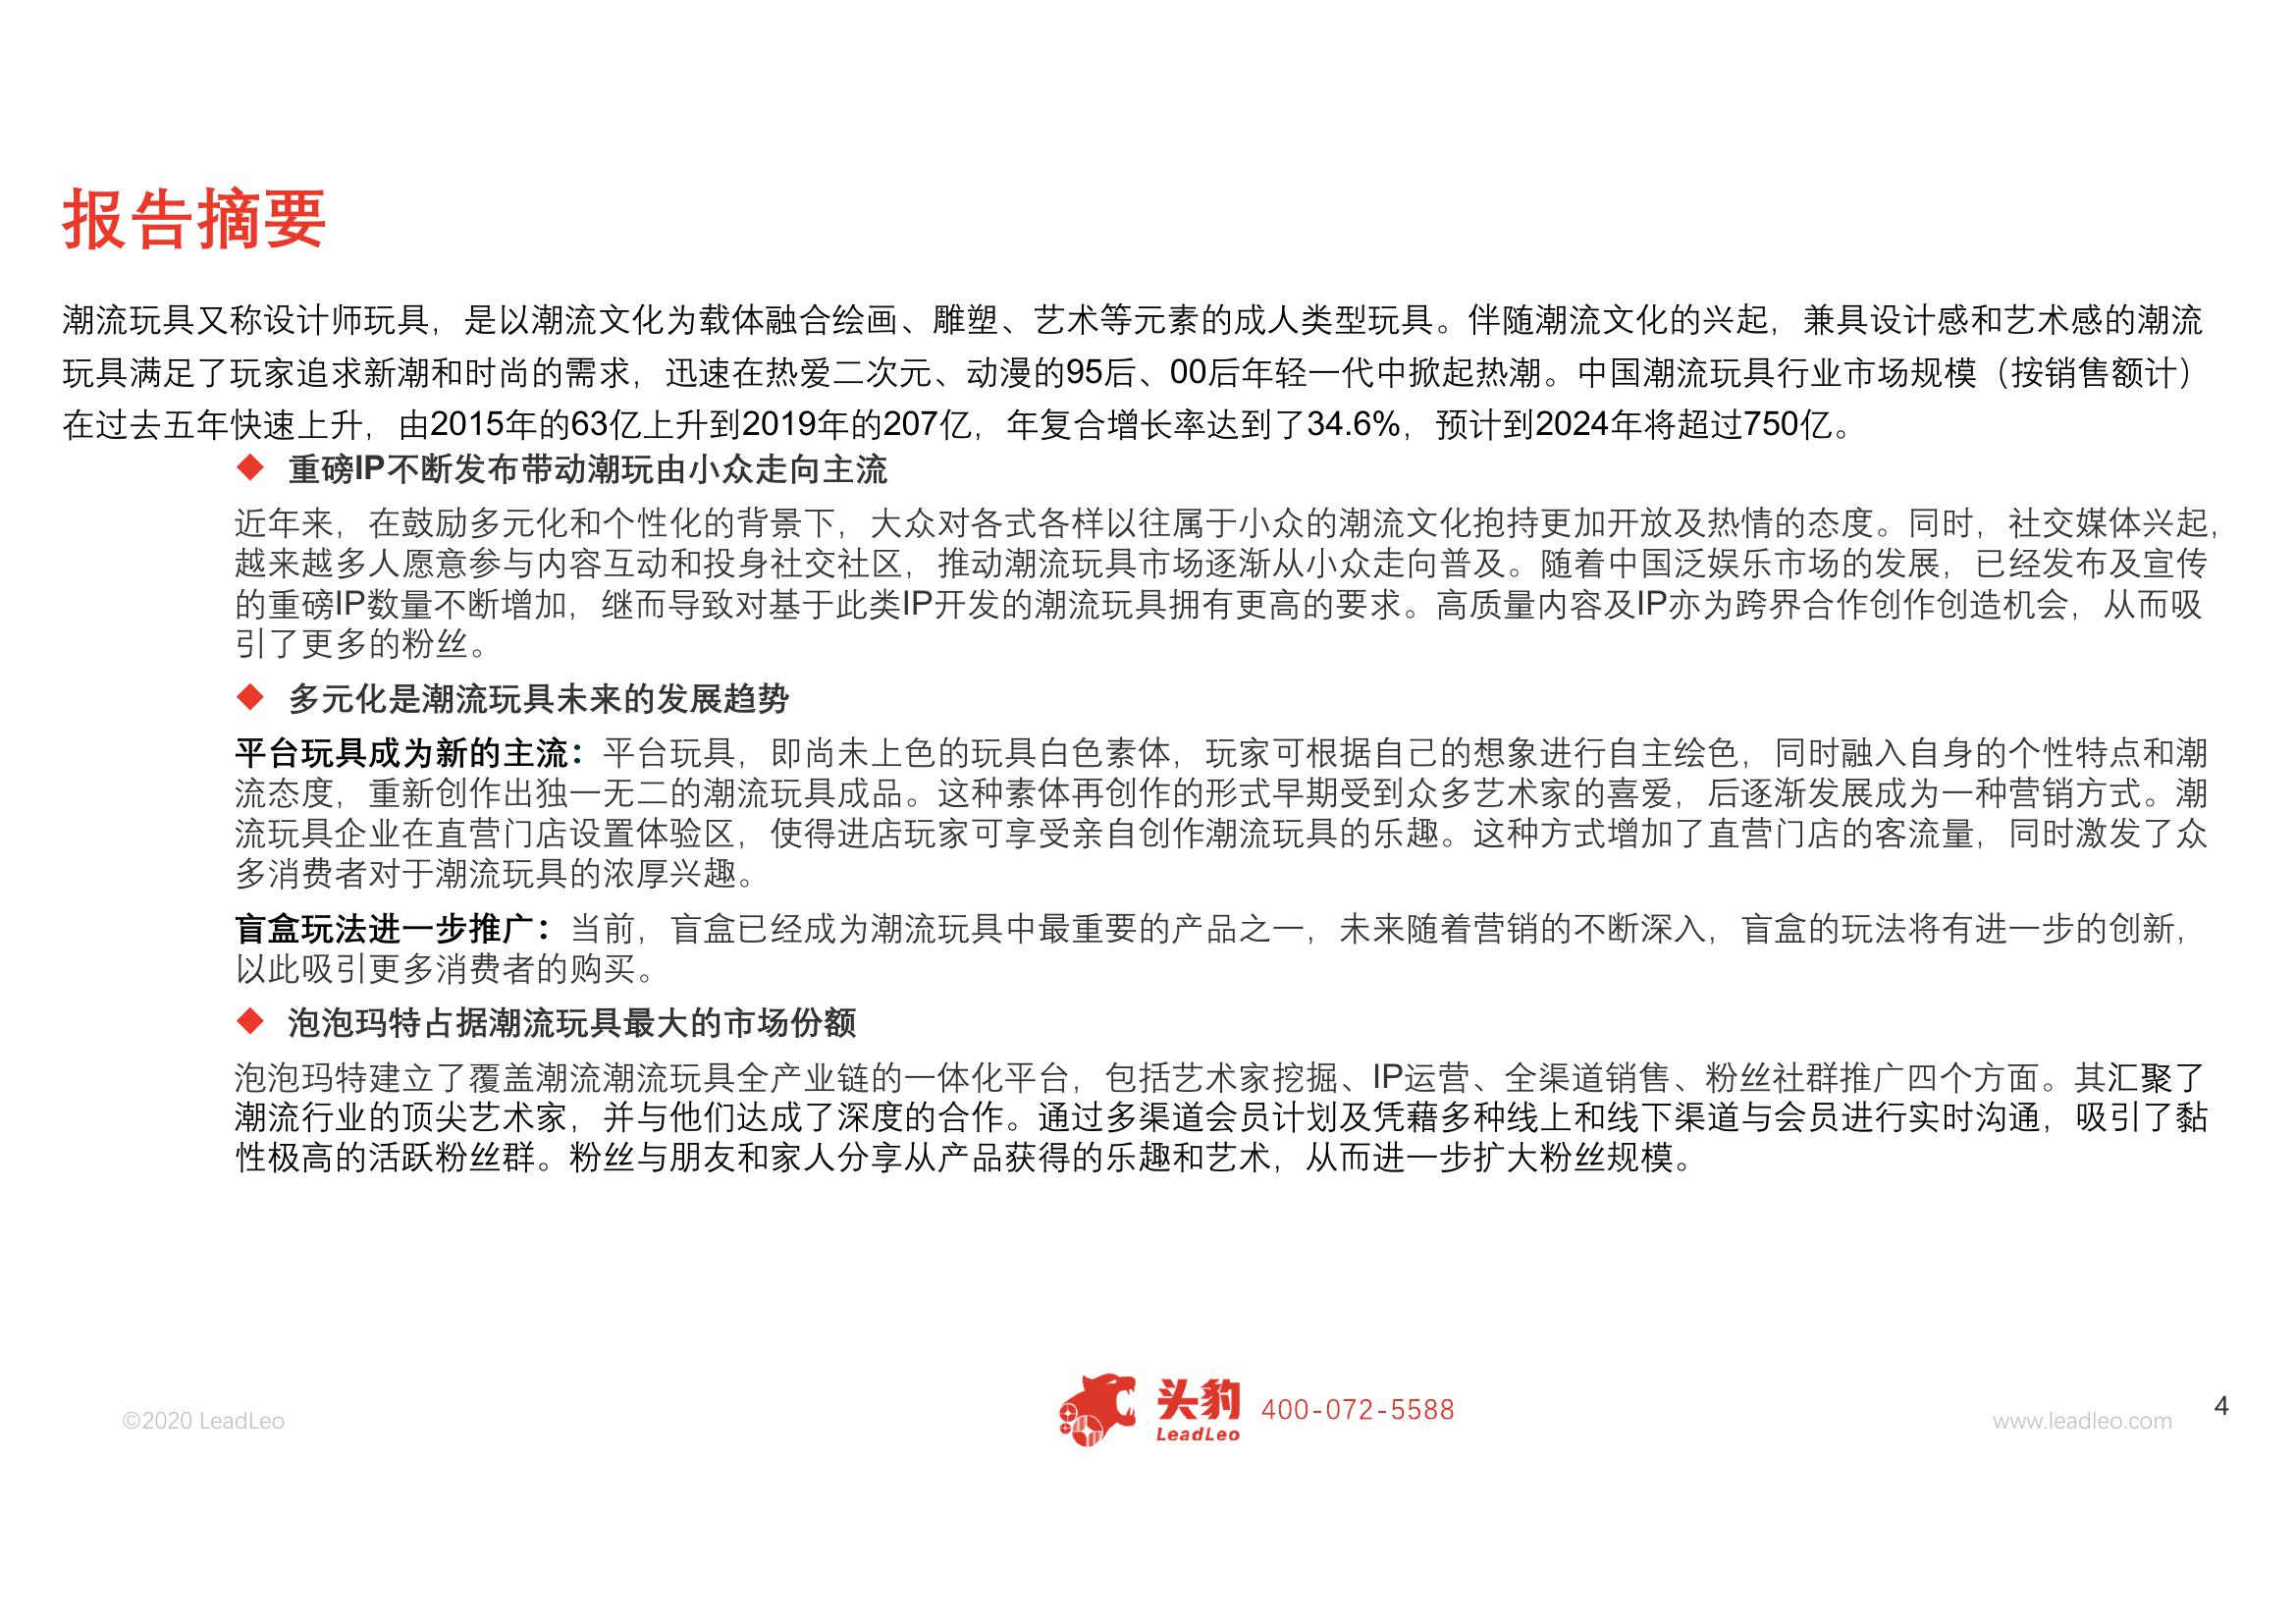 报告摘要
潮流玩具又称设计师玩具，是以潮流文化为载体融合绘画、雕塑、艺术等元素的成人类型玩具。伴随潮流文化的兴起，兼具设计感和艺术感的潮流
玩具满足了玩家追求新潮和时尚的需求，迅速在热爱二次元、动漫的95后、00后年轻一代中掀起热潮。中国潮流玩具行业市场规模（按销售额计）
在过去五年快速上升，由2015年的63亿上升到2019年的207亿，年复合增长率达到了34.6%，预计到2024年将超过750亿。
◆ 重磅IP不断发布带动潮玩由小众走向主流
近年来，在鼓励多元化和个性化的背景下，大众对各式各样以往属于小众的潮流文化抱持更加开放及热情的态度。同时，社交媒体兴起，
越来越多人愿意参与内容互动和投身社交社区，推动潮流玩具市场逐渐从小众走向普及。随着中国泛娱乐市场的发展，已经发布及宣传
的重磅IP数量不断增加，继而导致对基于此类IP开发的潮流玩具拥有更高的要求。高质量内容及IP亦为跨界合作创作创造机会，从而吸
引了更多的粉丝。
◆ 多元化是潮流玩具未来的发展趋势
平台玩具成为新的主流：平台玩具，即尚未上色的玩具白色素体，玩家可根据自己的想象进行自主绘色，同时融入自身的个性特点和潮
流态度，重新创作出独一无二的潮流玩具成品。这种素体再创作的形式早期受到众多艺术家的喜爱，后逐渐发展成为一种营销方式。潮
流玩具企业在直营门店设置体验区，使得进店玩家可享受亲自创作潮流玩具的乐趣。这种方式增加了直营门店的客流量，同时激发了众
多消费者对于潮流玩具的浓厚兴趣。
盲盒玩法进一步推广：当前，盲盒已经成为潮流玩具中最重要的产品之一，未来随着营销的不断深入，盲盒的玩法将有进一步的创新，
以此吸引更多消费者的购买。
◆ 泡泡玛特占据潮流玩具最大的市场份额
泡泡玛特建立了覆盖潮流潮流玩具全产业链的一体化平台，包括艺术家挖掘、IP运营、全渠道销售、粉丝社群推广四个方面。其汇聚了
潮流行业的顶尖艺术家，并与他们达成了深度的合作。通过多渠道会员计划及凭藉多种线上和线下渠道与会员进行实时沟通，吸引了黏
性极高的活跃粉丝群。粉丝与朋友和家人分享从产品获得的乐趣和艺术，从而进一步扩大粉丝规模。
©2020 LeadLeo
头豹
LeadLeo
400-072-5588
www.leadleo.com
4